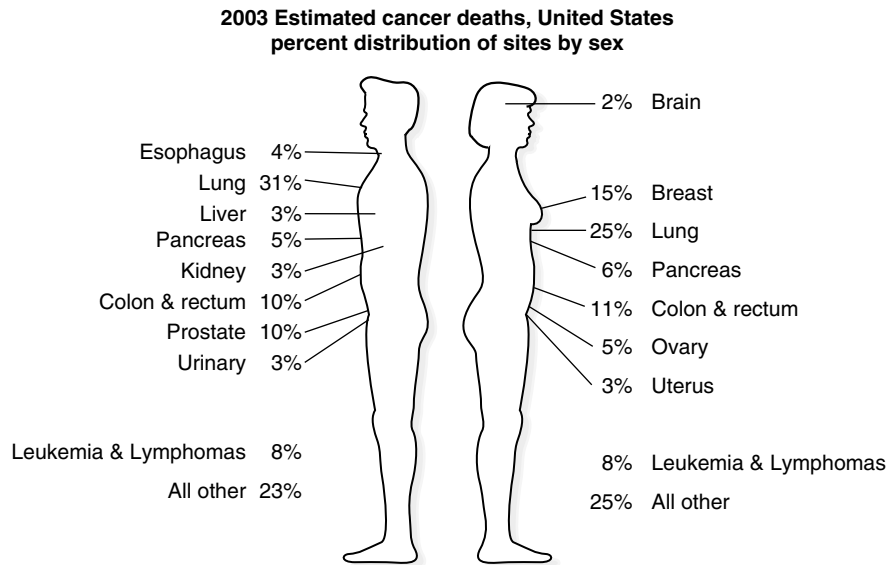 2003 Estimated cancer deaths, United States
percent distribution of sites by sex
Esophagus 4%
Lung 31%
Liver 3%
Pancreas 5%
Kidney 3%
Colon & rectum 10%
Prostate 10%
Urinary 3%
Leukemia & Lymphomas 8%
All other 23%
2% Brain
15% Breast
25% Lung
6% Pancreas
11% Colon & rectum
5% Ovary
3% Uterus
8% Leukemia & Lymphomas
25% All other